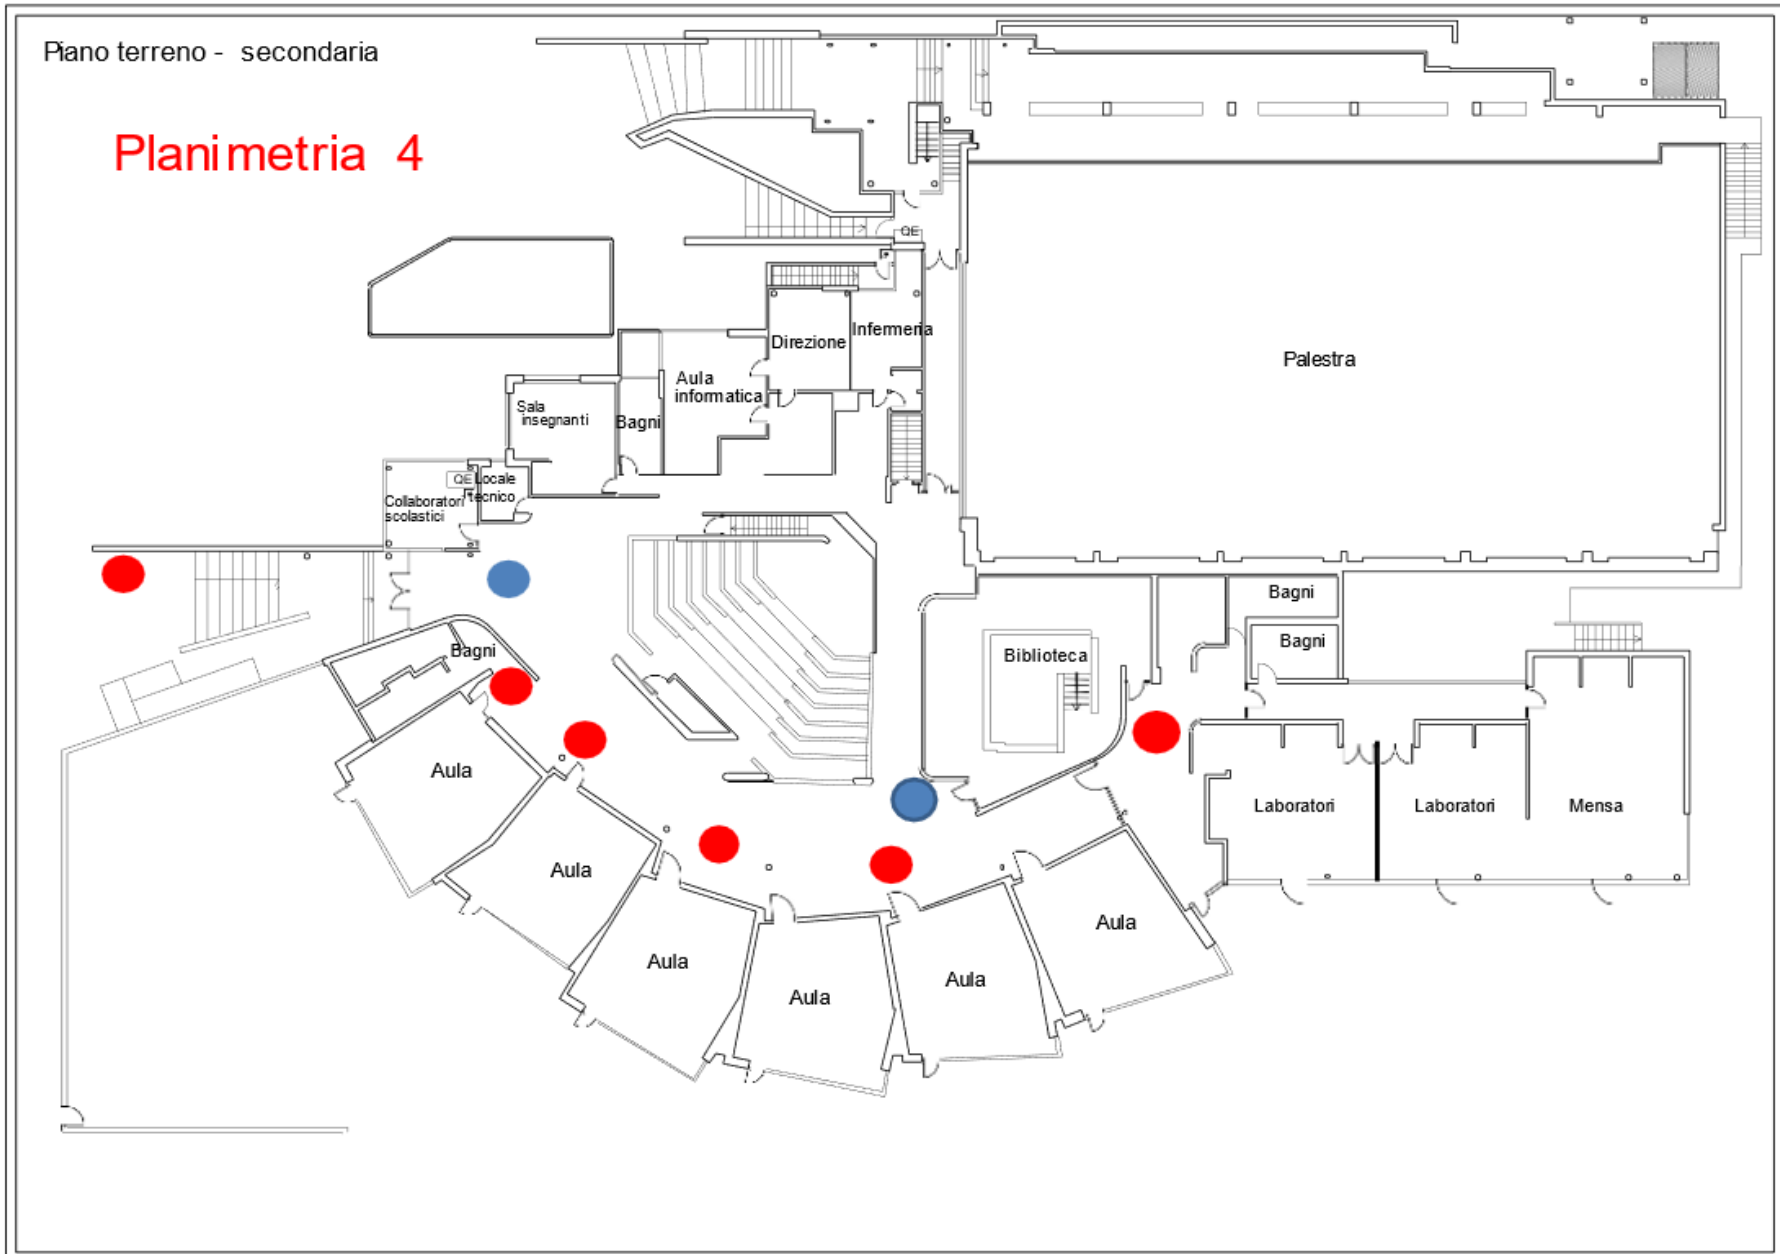 Piano terreno - secondaria
Planimetria 4
QE
Infermeria
Direzione
Palestra
Aula
informatica
Sala
insegnanti
Bagni
QE
Locale
tecnico
Collaboratori
scolastici
Bagni
Bagni
Bagni
Biblioteca
Aula
Laboratori
Laboratori
Mensa
Aula
Aula
Aula
Aula
Aula